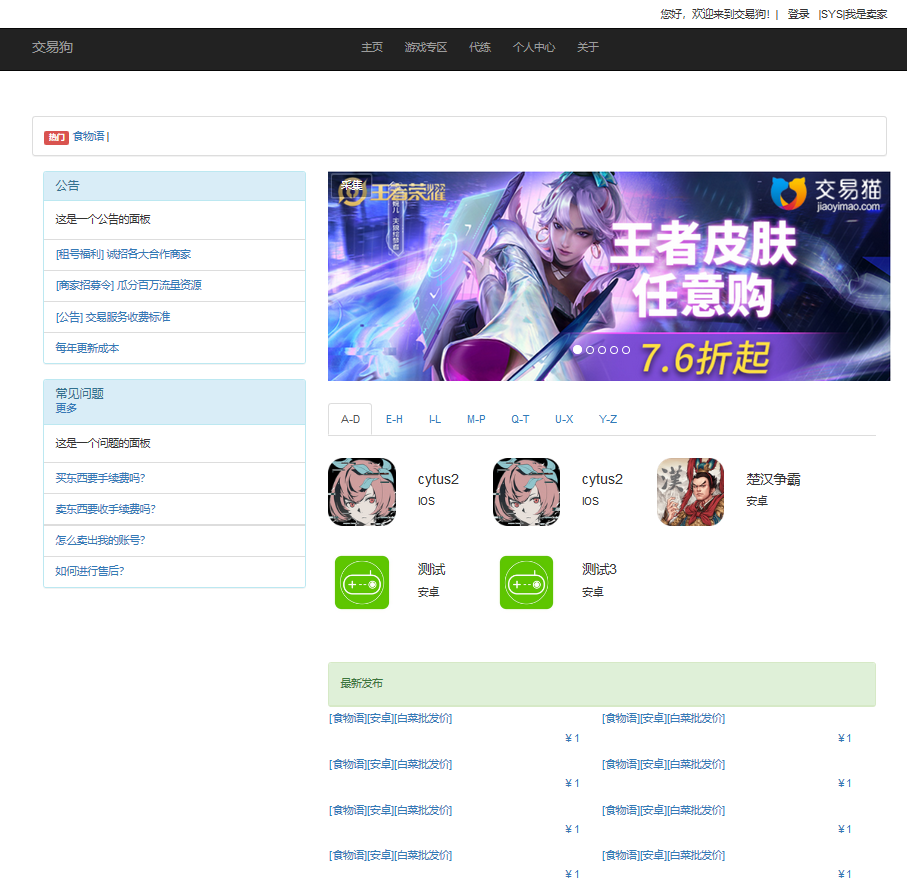 您好，欢迎来到交易狗！ | 登录 |SYS|我是卖家
交易狗 主页 游戏专区 代练 个人中心 关于
热门 食物语 |
公告
这是一个公告的面板
[租号福利] 诚招各大合作商家
[商家招募令] 瓜分百万流量资源
[公告] 交易服务收费标准
每年更新成本
常见问题
更多
这是一个问题的面板
买东西要手续费吗?
卖东西要收手续费吗?
怎么卖出我的账号?
如何进行售后?
采集
王者荣耀
交易猫
jiaoyimao.com
王者皮肤
任意购
7.6折起
A-D E-H I-L M-P Q-T U-X Y-Z
cytus2
IOS
cytus2
IOS
漢
楚汉争霸
安卓
测试
安卓
测试3
安卓
最新发布
[食物语][安卓][白菜批发价] [食物语][安卓][白菜批发价]
¥ 1 ¥ 1
[食物语][安卓][白菜批发价] [食物语][安卓][白菜批发价]
¥ 1 ¥ 1
[食物语][安卓][白菜批发价] [食物语][安卓][白菜批发价]
¥ 1 ¥ 1
[食物语][安卓][白菜批发价] [食物语][安卓][白菜批发价]
¥ 1 ¥ 1